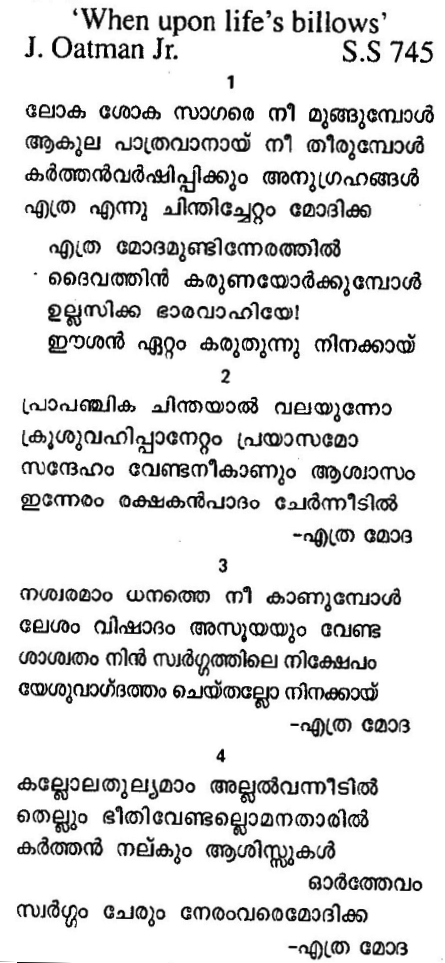 'When upon life's billows'
J. Oatman Jr. S.S 745
1
ലോക ശോക സാഗരെ നീ മുങ്ങുമ്പോൾ
ആകുല പാത്രവാനായ് നീ തീരുമ്പോൾ
കർത്തൻവർഷിപ്പിക്കും അനുഗ്രഹങ്ങൾ
എത്ര എന്നു ചിന്തിച്ചേറ്റം മോദിക്ക
എത്ര മോദമുണ്ടിന്നേരത്തിൽ
ദൈവത്തിൻ കരുണയോർക്കുമ്പോൾ
ഉല്ലസിക്ക ഭാരവാഹിയേ!
ഈശൻ ഏറ്റം കരുതുന്നു നിനക്കായ്
2
പ്രാപഞ്ചിക ചിന്തയാൽ വലയുന്നോ
ക്രൂശുവഹിപ്പാനേറ്റം പ്രയാസമോ
സന്ദേഹം വേണ്ടനീകാണും ആശ്വാസം
ഇന്നേരം രക്ഷകൻപാദം ചേർന്നീടിൽ
-എത്ര മോദ
3
നശ്വരമാം ധനത്തെ നീ കാണുമ്പോൾ
ലേശം വിഷാദം അസൂയയും വേണ്ട
ശാശ്വതം നിൻ സ്വർഗ്ഗത്തിലെ നിക്ഷേപം
യേശുവാഗ്ദത്തം ചെയ്തല്ലോ നിനക്കായ്
-എത്ര മോദ
4
കല്ലോലതുല്യമാം അല്ലൽവന്നീടിൽ
തെല്ലും ഭീതിവേണ്ടല്ലൊമനതാരിൽ
കർത്തൻ നല്കും ആശിസ്സുകൾ
ഓർത്തേവം
സ്വർഗ്ഗം ചേരും നേരംവരെമോദിക്ക
-എത്ര മോദ